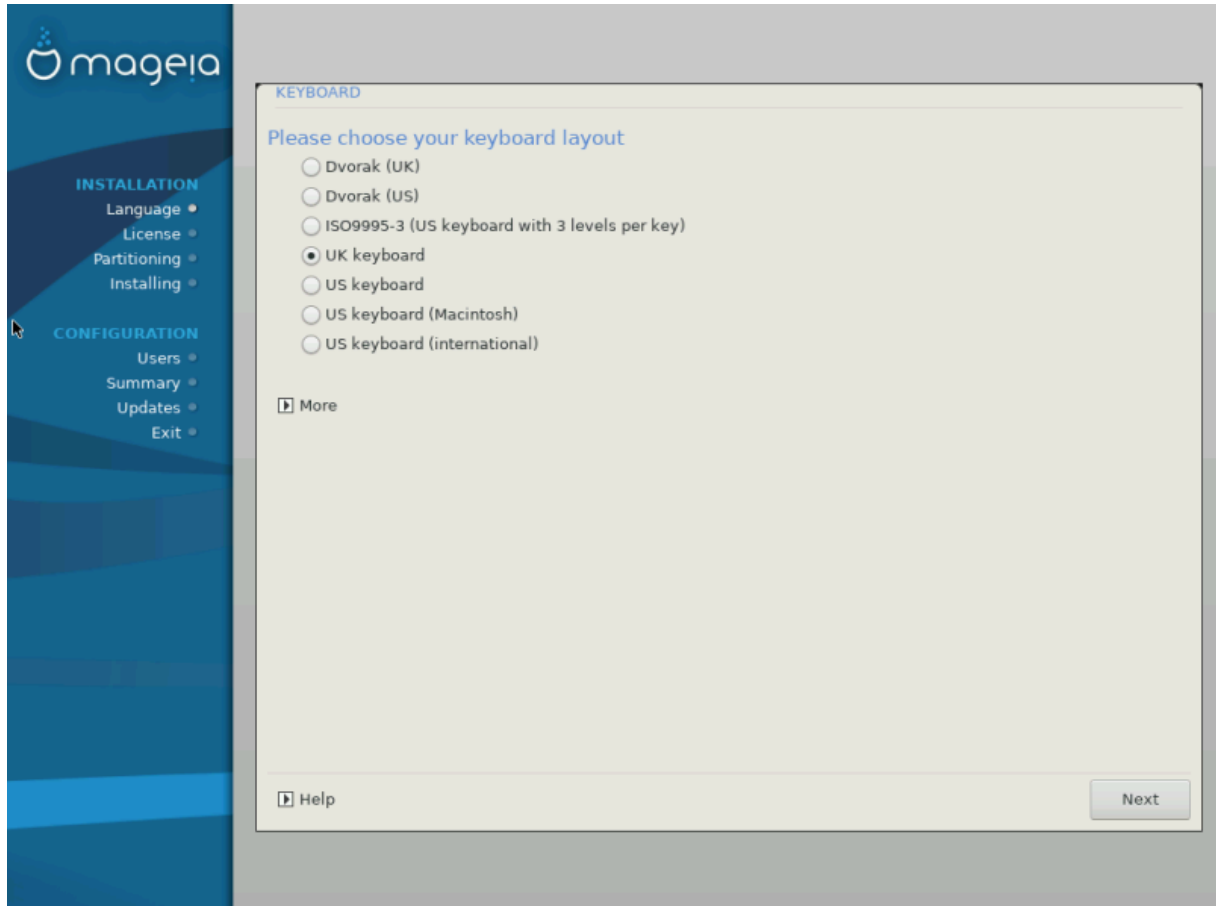 mageia
INSTALLATION
Language
License
Partitioning
Installing
CONFIGURATION
Users
Summary
Updates
Exit
KEYBOARD
Please choose your keyboard layout
Dvorak (UK)
Dvorak (US)
ISO9995-3 (US keyboard with 3 levels per key)
UK keyboard
US keyboard
US keyboard (Macintosh)
US keyboard (international)
More
Help
Next